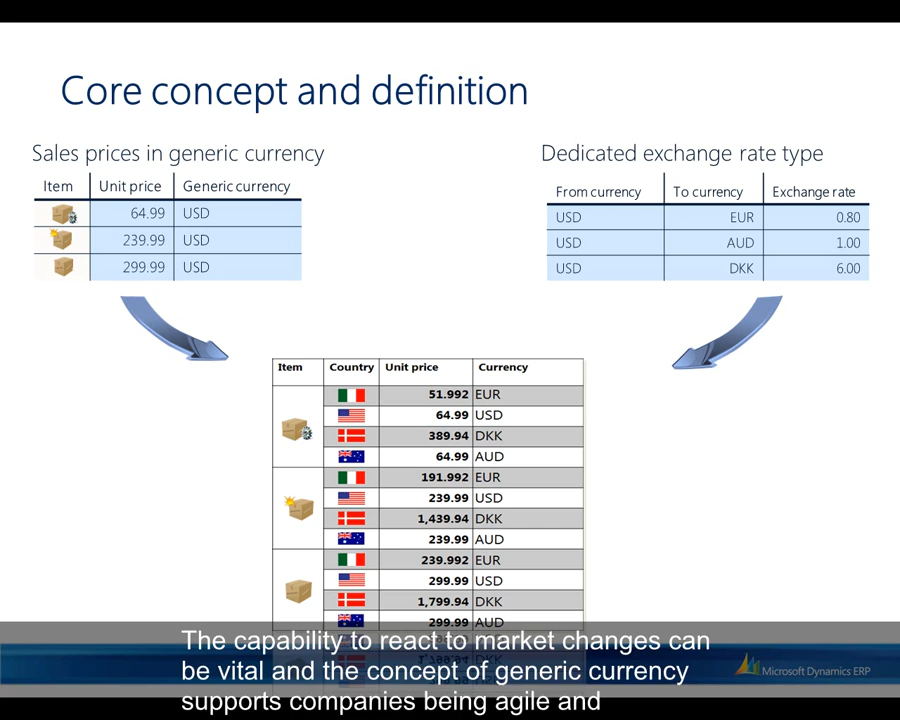 Core concept and definition
Sales prices in generic currency
Item Unit price Generic currency
64.99 USD
239.99 USD
299.99 USD
Dedicated exchange rate type
From currency To currency Exchange rate
USD EUR 0.80
USD AUD 1.00
USD DKK 6.00
Item Country Unit price Currency
51.992 EUR
64.99 USD
389.94 DKK
64.99 AUD
191.992 EUR
239.99 USD
1,439.94 DKK
239.99 AUD
239.992 EUR
299.99 USD
1,799.94 DKK
299.99 AUD
The capability to react to market changes can
be vital and the concept of generic currency
supports companies being agile and
Microsoft Dynamics ERP